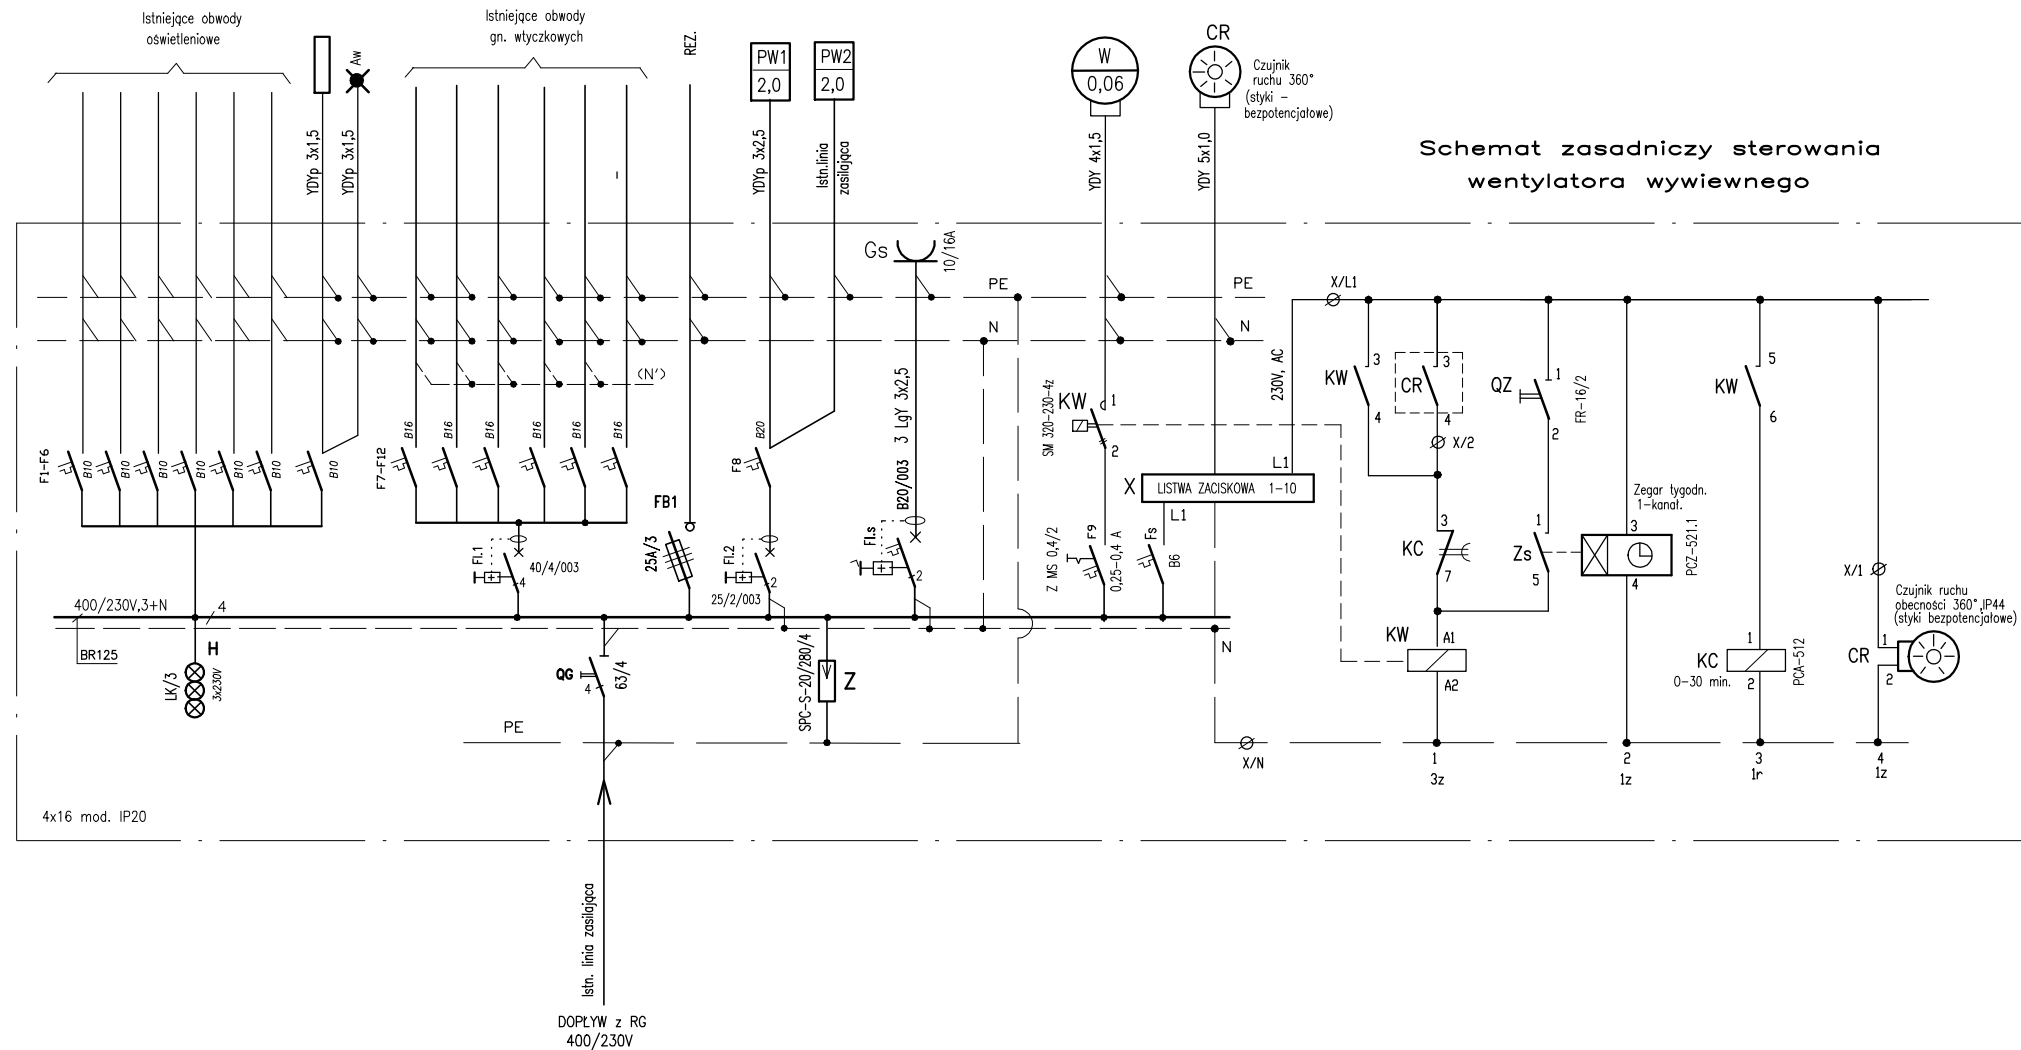 Istniejące obwody
oświetleniowe
Istniejące obwody
gn. wtyczkowych
YDYp 3x1,5
Aw
YDYp 3x1,5
REZ.
PW1
2,0
PW2
2,0
YDYp 3x2,5
Istn.linia
zasilająca
W
0,06
YDY 4x1,5
CR
Czujnik
ruchu 360°
(styki -
bezpotencjałowe)
YDY 5x1,0
Schemat zasadniczy sterowania
wentylatora wywiewnego
Gs
10/16A
PE
PE
N
N
(N')
X/L1
230V, AC
3 LgY 3x2,5
B20/003
SM 320-230-4z
KW
1
2
KW
3
4
CR
3
4
X/2
QZ
1
2
FR-16/2
KW
5
6
F1-F6
B10
B10
B10
B10
B10
B10
B10
F7-F12
B16
B16
B16
B16
B16
B16
F8
B20
FB1
25A/3
X
LISTWA ZACISKOWA 1-10
L1
L1
FI.1
4
40/4/003
FI.2
2
25/2/003
FI.s
2
Z MS 0,4/2
F9
0,25-0,4 A
Fs
B6
KC
3
7
Zs
1
5
Zegar tygodn.
1-kanał.
3
4
PCZ-521.1
X/1
Czujnik ruchu
obecności 360°,IP44
(styki bezpotencjałowe)
400/230V,3+N
4
BR125
H
LK/3
3x230V
QG
4
63/4
SPC-S-20/280/4
Z
N
KW
A1
A2
KC
0-30 min.
1
2
PCA-512
CR
1
2
PE
X/N
1
3z
2
1z
3
1r
4
1z
4x16 mod. IP20
Istn. linia zasilająca
DOPŁYW z RG
400/230V